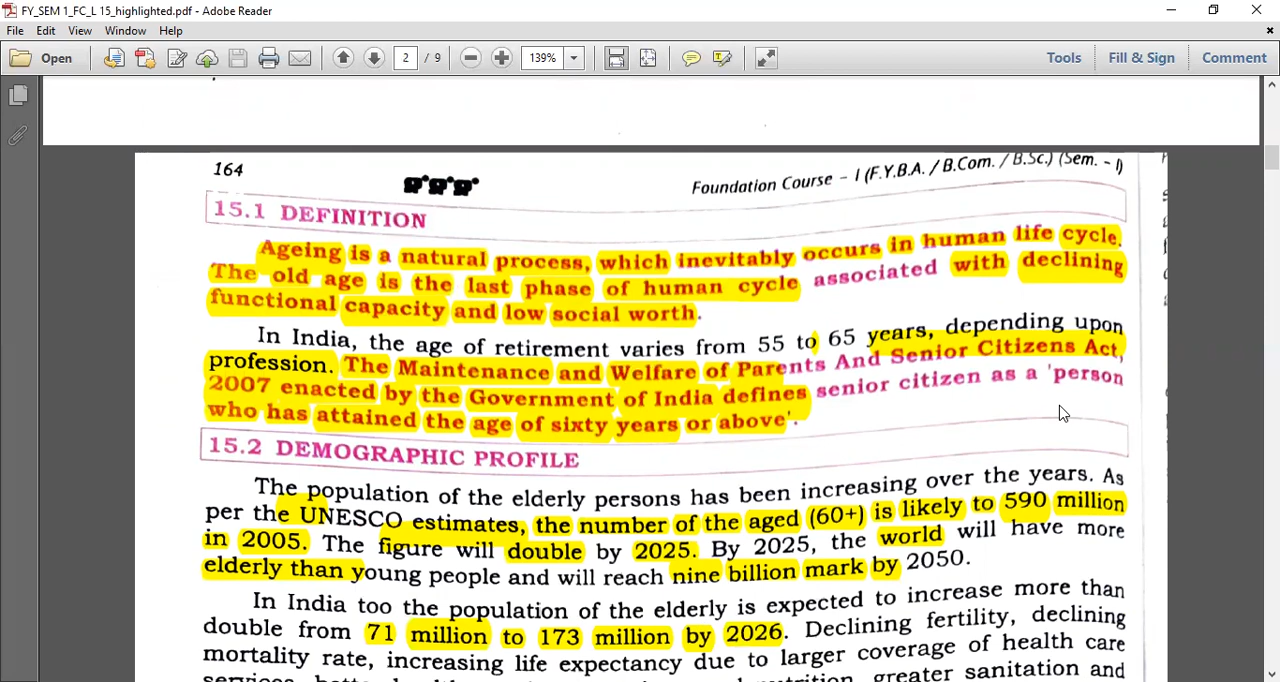 FY_SEM 1_FC_L 15_highlighted.pdf - Adobe Reader
File Edit View Window Help
Open 2 / 9 139% Tools Fill & Sign Comment
164 Foundation Course - I (F.Y.B.A. / B.Com. / B.Sc.) (Sem. - I)
15.1 DEFINITION
Ageing is a natural process, which inevitably occurs in human life cycle.
The old age is the last phase of human cycle associated with declining
functional capacity and low social worth.
In India, the age of retirement varies from 55 to 65 years, depending upon
profession. The Maintenance and Welfare of Parents And Senior Citizens Act,
2007 enacted by the Government of India defines senior citizen as a 'person
who has attained the age of sixty years or above'.
15.2 DEMOGRAPHIC PROFILE
The population of the elderly persons has been increasing over the years. As
per the UNESCO estimates, the number of the aged (60+) is likely to 590 million
in 2005. The figure will double by 2025. By 2025, the world will have more
elderly than young people and will reach nine billion mark by 2050.
In India too the population of the elderly is expected to increase more than
double from 71 million to 173 million by 2026. Declining fertility, declining
mortality rate, increasing life expectancy due to larger coverage of health care
nutrition, greater sanitation and